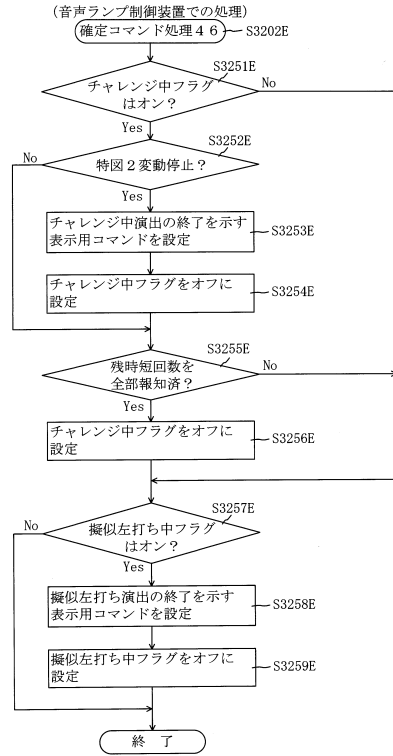 (音声ランプ制御装置での処理)
確定コマンド処理46
S3202E
S3251E
チャレンジ中フラグ
はオン?
No
Yes
S3252E
No
特図2変動停止?
Yes
チャレンジ中演出の終了を示す
表示用コマンドを設定
S3253E
チャレンジ中フラグをオフに
設定
S3254E
S3255E
残時短回数を
全部報知済?
No
Yes
チャレンジ中フラグをオフに
設定
S3256E
S3257E
No
擬似左打ち中フラグ
はオン?
Yes
擬似左打ち演出の終了を示す
表示用コマンドを設定
S3258E
擬似左打ち中フラグをオフに
設定
S3259E
終 了